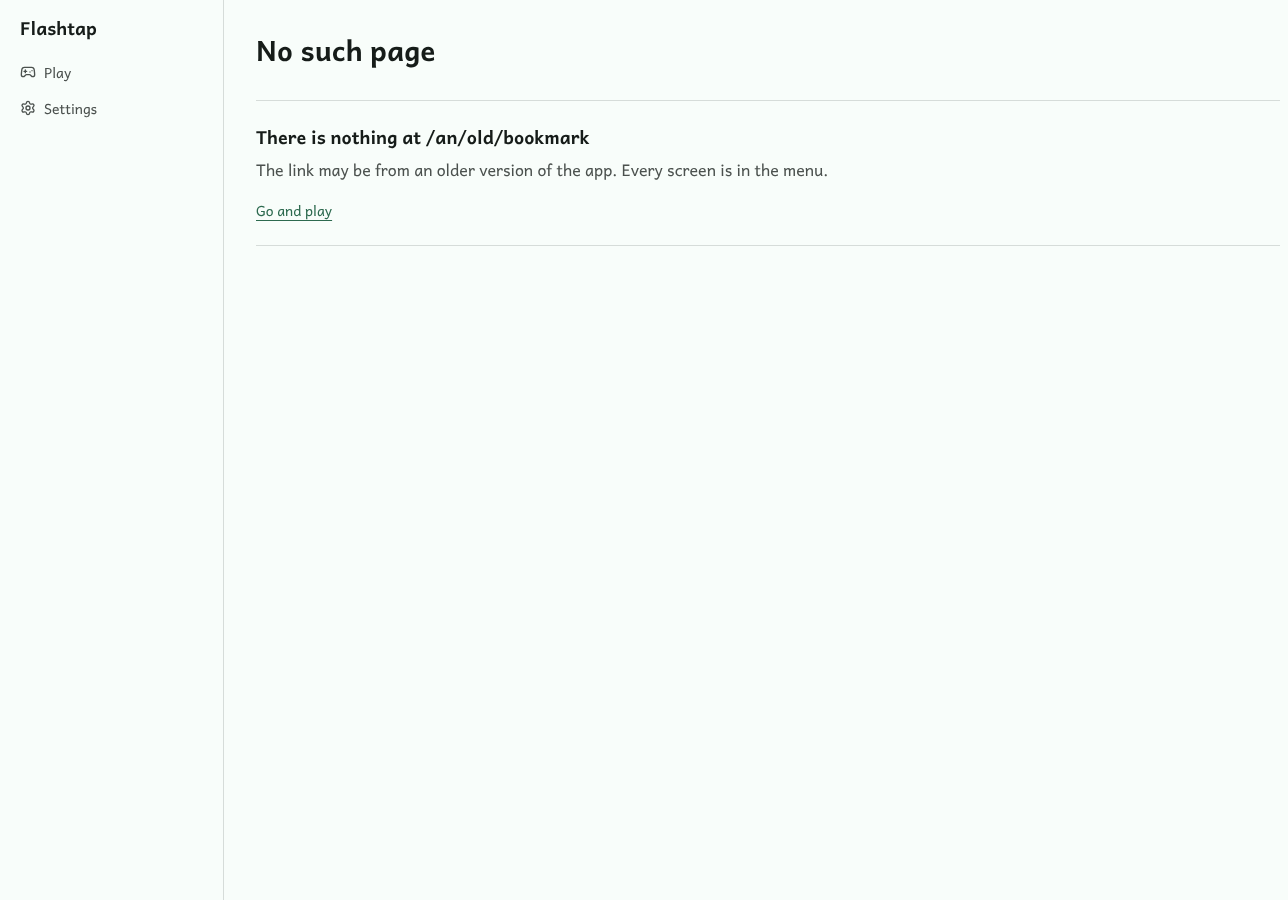 Flashtap
Play
Settings
No such page
There is nothing at /an/old/bookmark
The link may be from an older version of the app. Every screen is in the menu.
Go and play